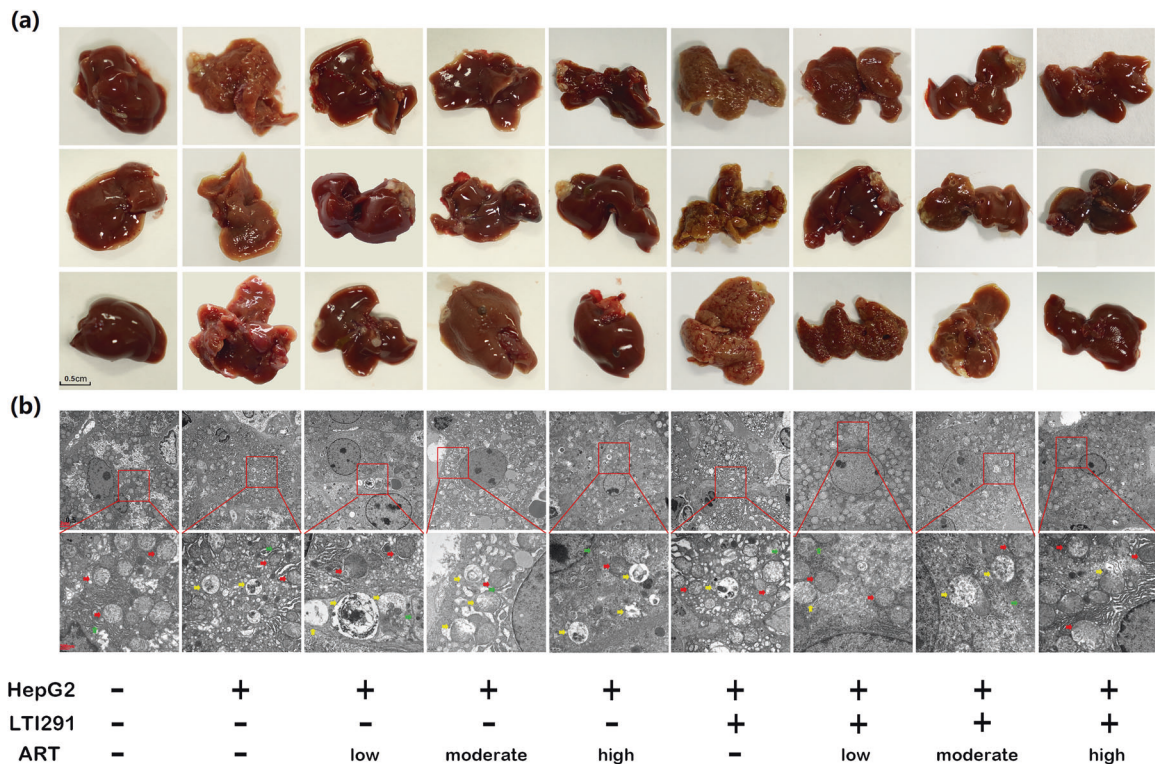 (a)
0.5cm
(b)
HepG2 - + + + + + + + +
LTI291 - - - - - + + + +
ART - - low moderate high - low moderate high